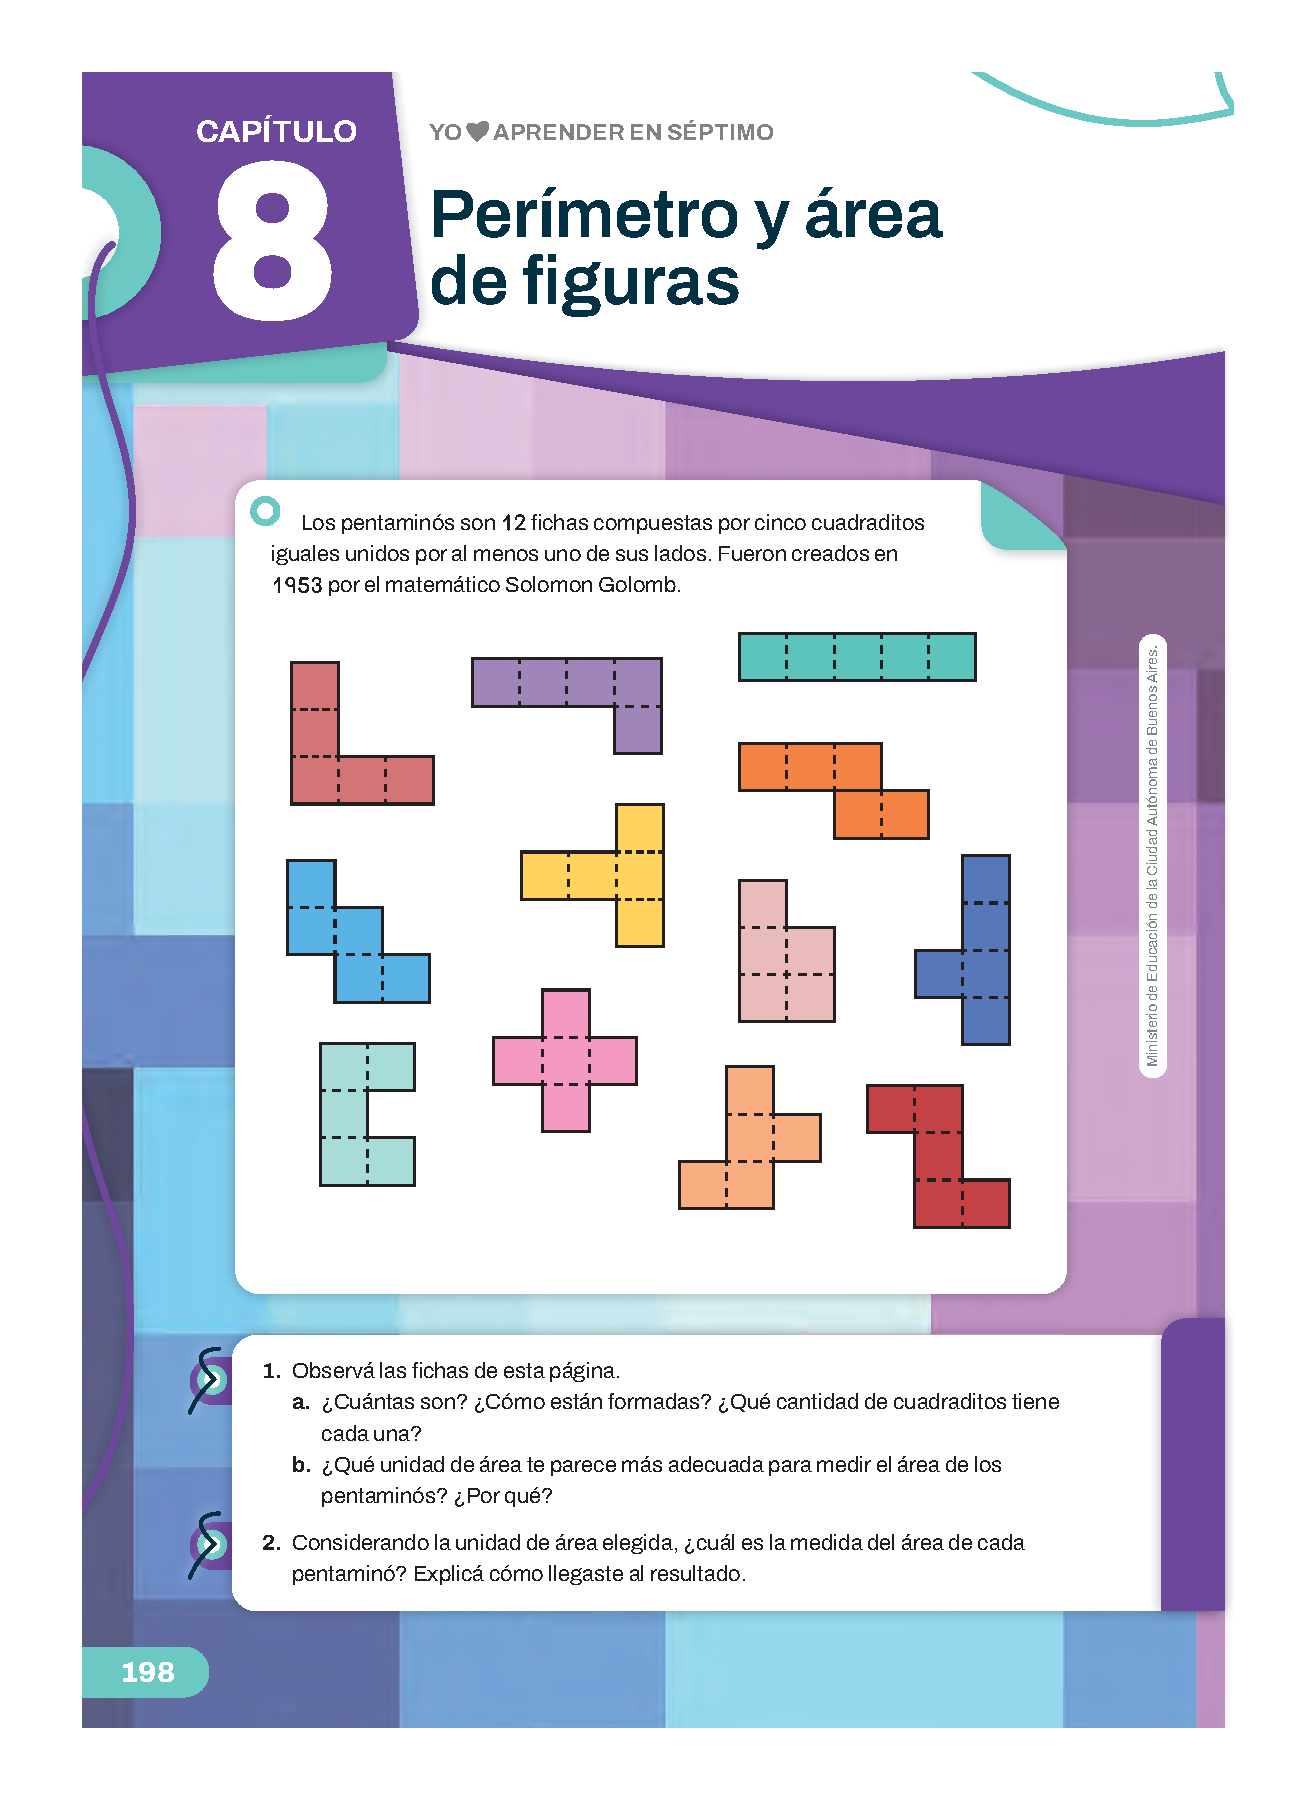 CAPÍTULO
8
YO APRENDER EN SÉPTIMO
Perímetro y área
de figuras
Los pentaminós son 12 fichas compuestas por cinco cuadraditos
iguales unidos por al menos uno de sus lados. Fueron creados en
1953 por el matemático Solomon Golomb.
Ministerio de Educación de la Ciudad Autónoma de Buenos Aires.
1. Observá las fichas de esta página.
a. ¿Cuántas son? ¿Cómo están formadas? ¿Qué cantidad de cuadraditos tiene
cada una?
b. ¿Qué unidad de área te parece más adecuada para medir el área de los
pentaminós? ¿Por qué?
2. Considerando la unidad de área elegida, ¿cuál es la medida del área de cada
pentaminó? Explicá cómo llegaste al resultado.
198